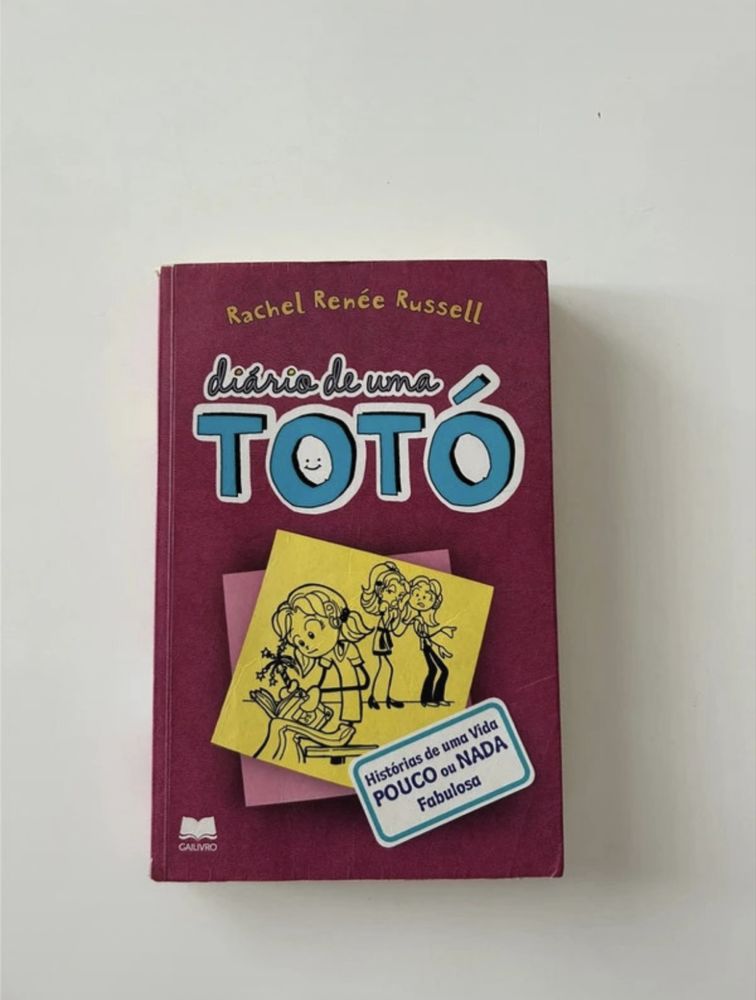 Rachel Renée Russell
diário de uma
TOTÓ
Histórias de uma Vida
POUCO ou NADA
Fabulosa
GAILIVRO